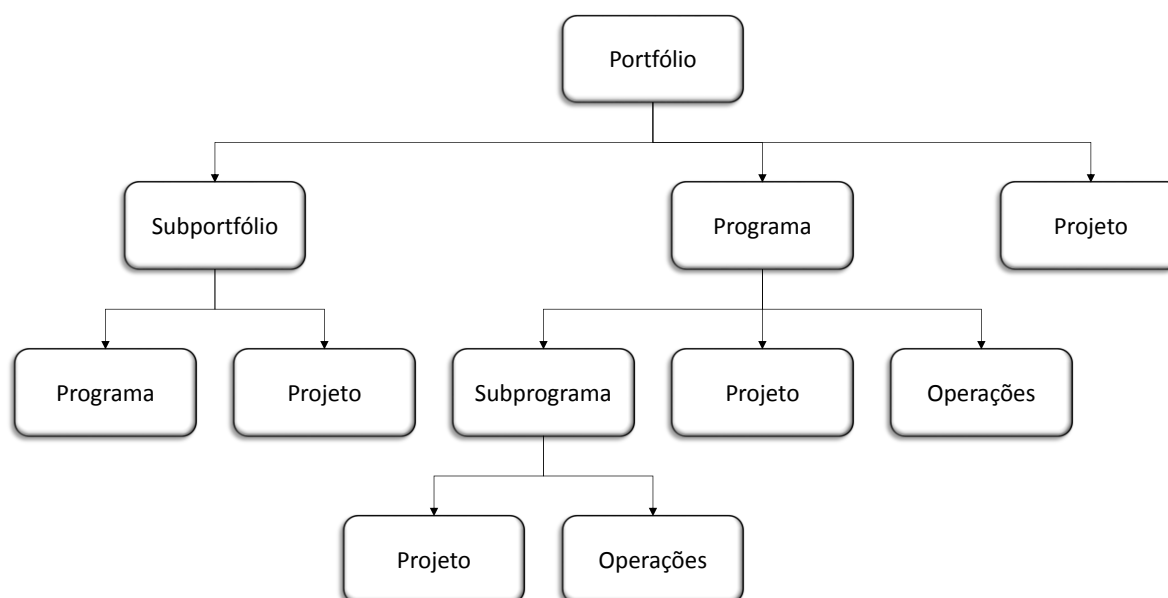 Portfólio
Subportfólio
Programa
Projeto
Programa
Projeto
Subprograma
Projeto
Operações
Projeto
Operações